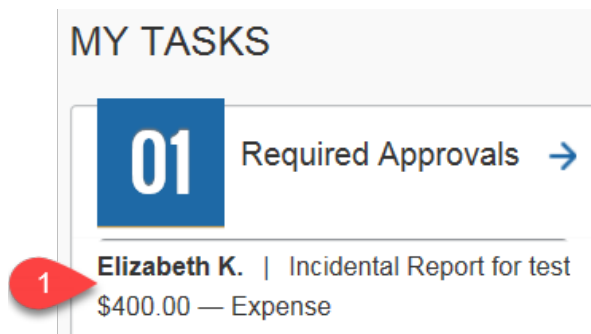 MY TASKS
01
Required Approvals
1
Elizabeth K. | Incidental Report for test
$400.00 — Expense